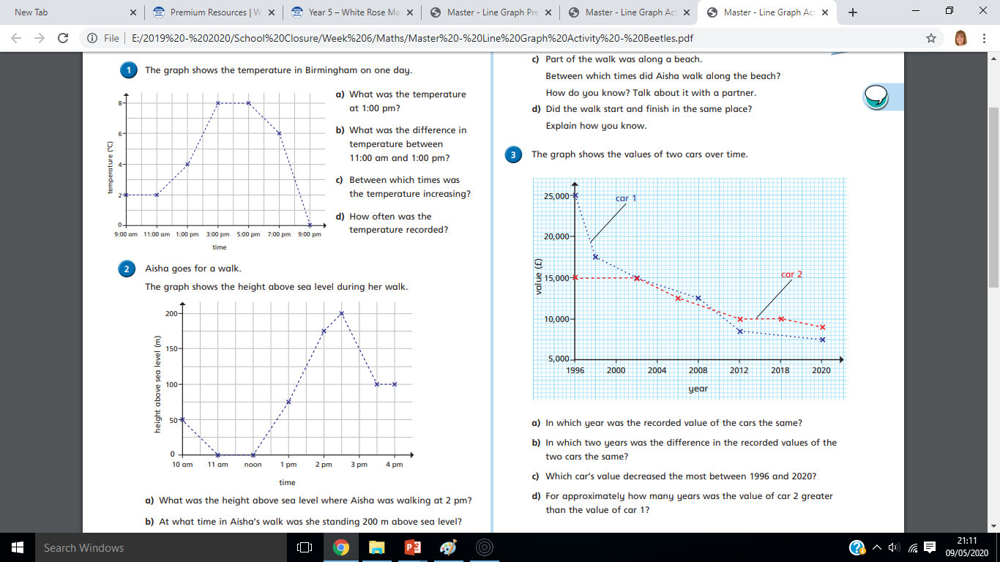 New Tab
Premium Resources | W
Year 5 – White Rose Ma
Master - Line Graph Pre
Master - Line Graph Act
Master - Line Graph Act
File
E:/2019%20-%202020/School%20Closure/Week%206/Maths/Master%20-%20Line%20Graph%20Activity%20-%20Beetles.pdf
1 The graph shows the temperature in Birmingham on one day.
8
6
4
2
0
temperature (°C)
9:00 am 11:00 am 1:00 pm 3:00 pm 5:00 pm 7:00 pm 9:00 pm
time
a) What was the temperature
at 1:00 pm?
b) What was the difference in
temperature between
11:00 am and 1:00 pm?
c) Between which times was
the temperature increasing?
d) How often was the
temperature recorded?
2 Aisha goes for a walk.
The graph shows the height above sea level during her walk.
200
150
100
50
0
height above sea level (m)
10 am 11 am noon 1 pm 2 pm 3 pm 4 pm
time
a) What was the height above sea level where Aisha was walking at 2 pm?
b) At what time in Aisha's walk was she standing 200 m above sea level?
c) Part of the walk was along a beach.
Between which times did Aisha walk along the beach?
How do you know? Talk about it with a partner.
d) Did the walk start and finish in the same place?
Explain how you know.
3 The graph shows the values of two cars over time.
25,000
20,000
15,000
10,000
5,000
value (£)
car 1
car 2
1996 2000 2004 2008 2012 2018 2020
year
a) In which year was the recorded value of the cars the same?
b) In which two years was the difference in the recorded values of the
two cars the same?
c) Which car's value decreased the most between 1996 and 2020?
d) For approximately how many years was the value of car 2 greater
than the value of car 1?
Search Windows
21:11
09/05/2020